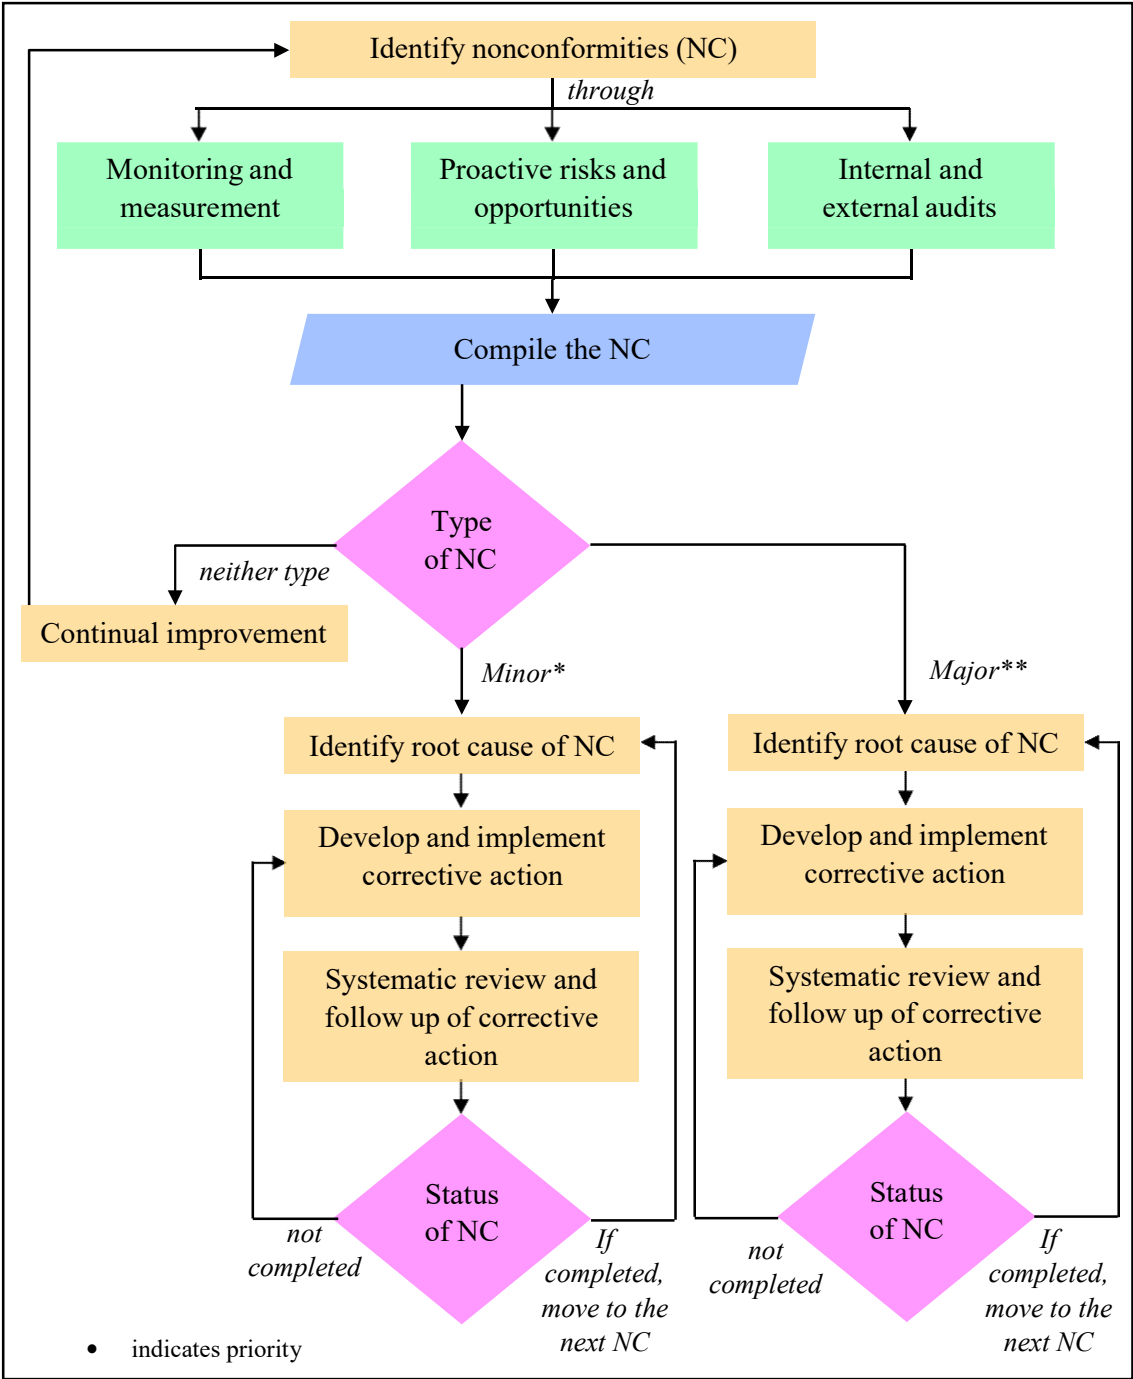 Identify nonconformities (NC)
through
Monitoring and
measurement
Proactive risks and
opportunities
Internal and
external audits
Compile the NC
Type
of NC
neither type
Continual improvement
Minor*
Major**
Identify root cause of NC
Develop and implement
corrective action
Systematic review and
follow up of corrective
action
Status
of NC
not
completed
If
completed,
move to the
next NC
Identify root cause of NC
Develop and implement
corrective action
Systematic review and
follow up of corrective
action
Status
of NC
not
completed
If
completed,
move to the
next NC
• indicates priority